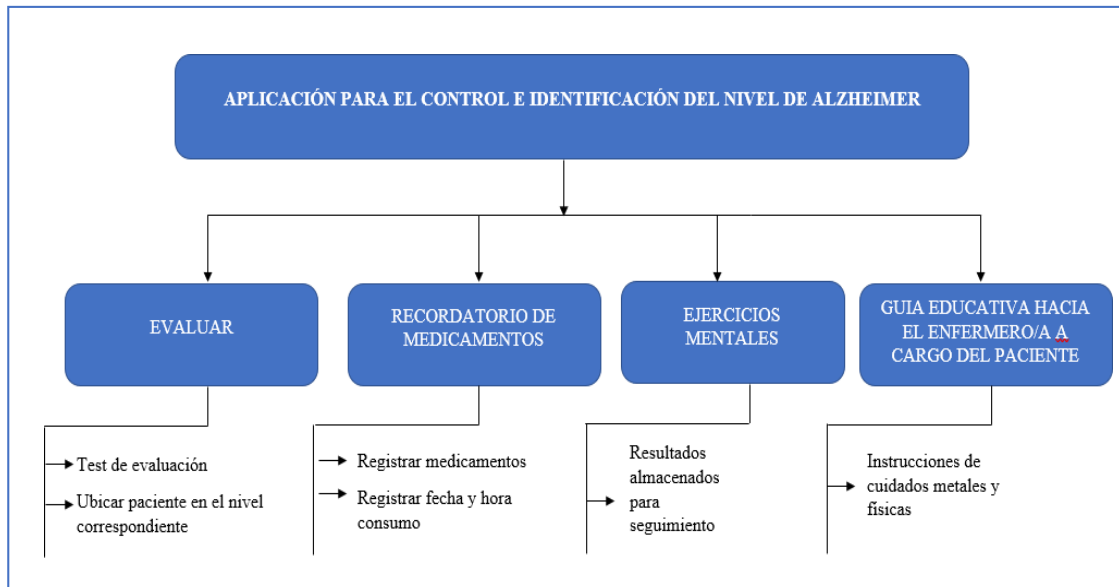 APLICACIÓN PARA EL CONTROL E IDENTIFICACIÓN DEL NIVEL DE ALZHEIMER
EVALUAR
RECORDATORIO DE
MEDICAMENTOS
EJERCICIOS
MENTALES
GUIA EDUCATIVA HACIA
EL ENFERMERO/A A
CARGO DEL PACIENTE
Test de evaluación
Ubicar paciente en el nivel
correspondiente
Registrar medicamentos
Registrar fecha y hora
consumo
Resultados
almacenados
para
seguimiento
Instrucciones de
cuidados metales y
físicas